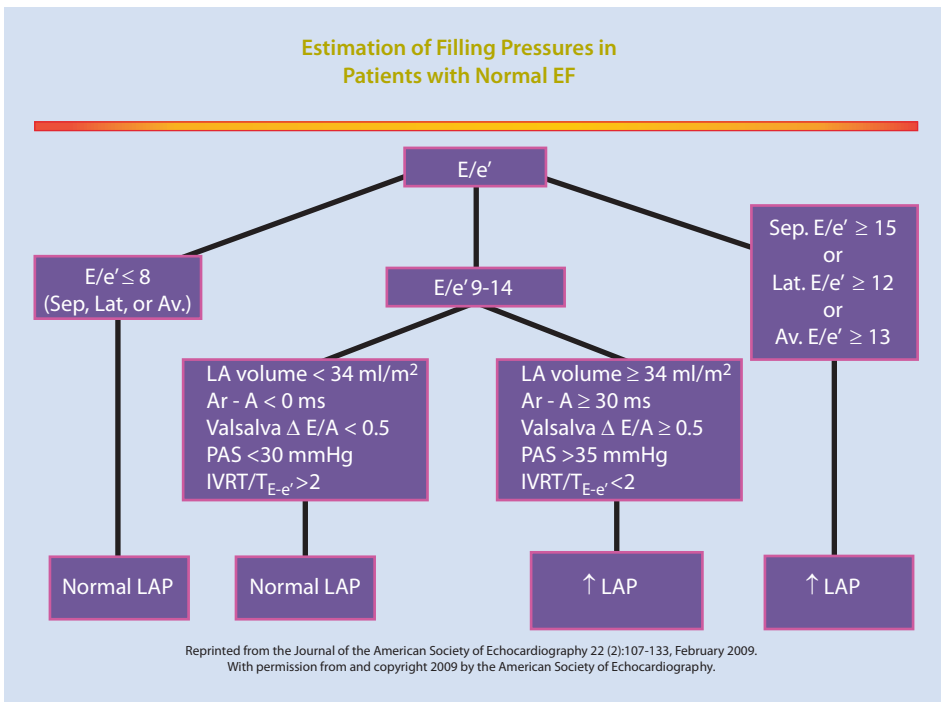 Estimation of Filling Pressures in
Patients with Normal EF
E/e′
E/e′ ≤ 8
(Sep, Lat, or Av.)
E/e′ 9-14
Sep. E/e′ ≥ 15
or
Lat. E/e′ ≥ 12
or
Av. E/e′ ≥ 13
LA volume < 34 ml/m²
Ar - A < 0 ms
Valsalva Δ E/A < 0.5
PAS <30 mmHg
IVRT/T_E-e′ >2
LA volume ≥ 34 ml/m²
Ar - A ≥ 30 ms
Valsalva Δ E/A ≥ 0.5
PAS >35 mmHg
IVRT/T_E-e′ <2
Normal LAP
Normal LAP
↑ LAP
↑ LAP
Reprinted from the Journal of the American Society of Echocardiography 22 (2):107-133, February 2009.
With permission from and copyright 2009 by the American Society of Echocardiography.